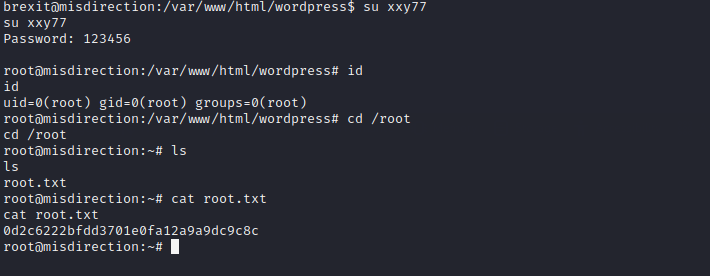 brexit@misdirection:/var/www/html/wordpress$ su xxy77
su xxy77
Password: 123456
root@misdirection:/var/www/html/wordpress# id
id
uid=0(root) gid=0(root) groups=0(root)
root@misdirection:/var/www/html/wordpress# cd /root
cd /root
root@misdirection:~# ls
ls
root.txt
root@misdirection:~# cat root.txt
cat root.txt
0d2c6222bfdd3701e0fa12a9a9dc9c8c
root@misdirection:~#